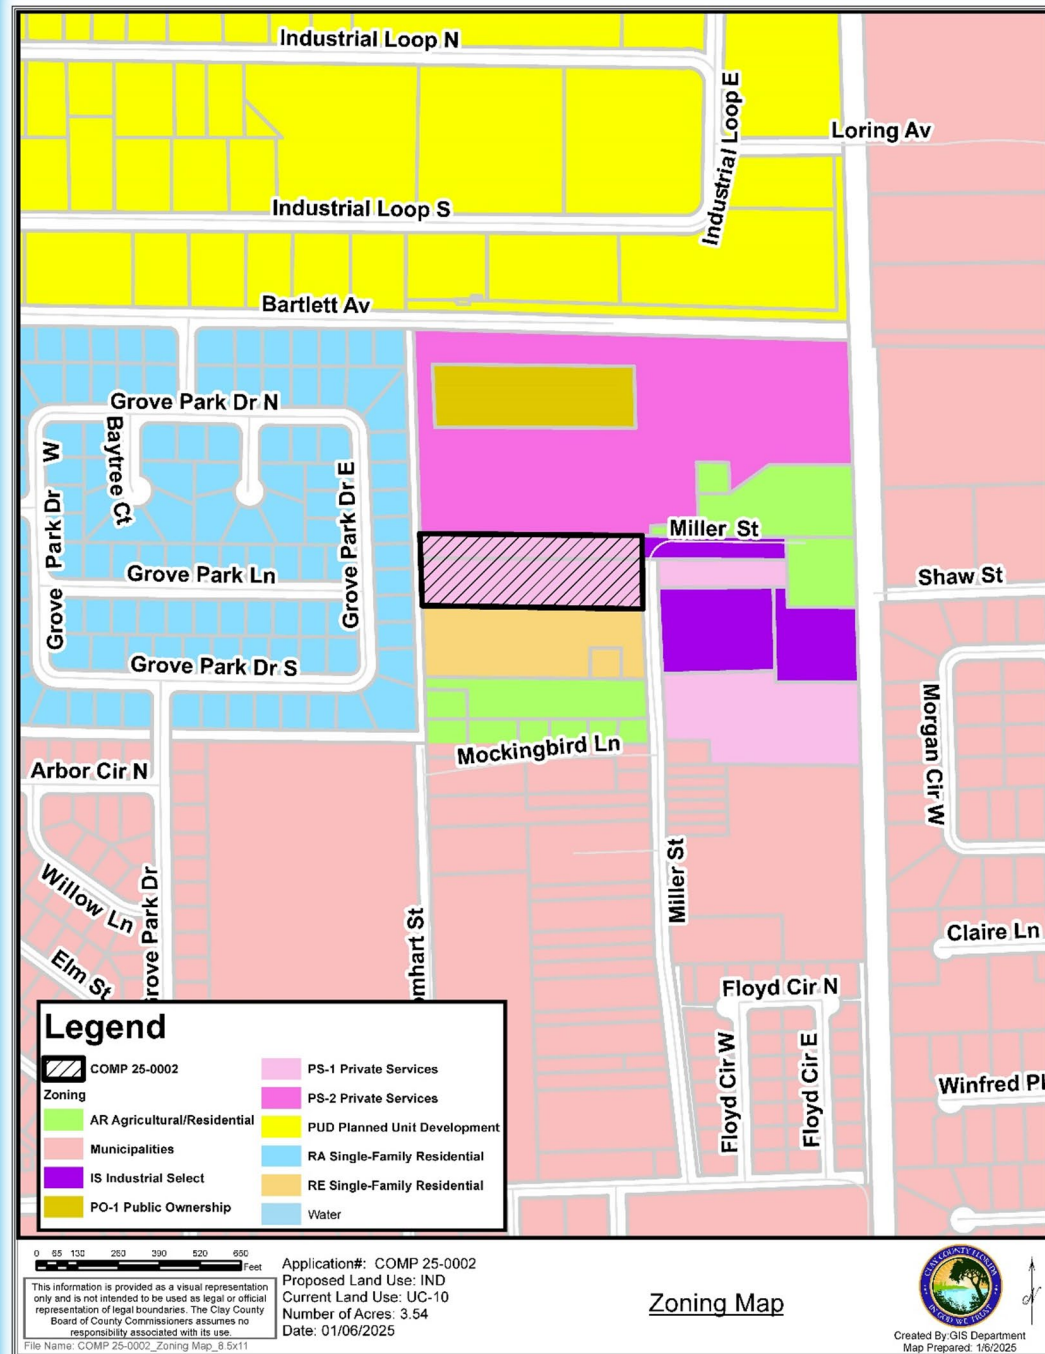 Industrial Loop N
Industrial Loop E
Loring Av
Industrial Loop S
Bartlett Av
Grove Park Dr N
Baytree Ct
Grove Park Dr W
Grove Park Dr E
Miller St
Grove Park Ln
Shaw St
Grove Park Dr S
Morgan Cir W
Mockingbird Ln
Arbor Cir N
Miller St
Willow Ln
Grove Park Dr
Claire Ln
Elm St
omhart St
Floyd Cir N
Floyd Cir W
Floyd Cir E
Winfred Pl
Legend
COMP 25-0002
Zoning
AR Agricultural/Residential
Municipalities
IS Industrial Select
PO-1 Public Ownership
PS-1 Private Services
PS-2 Private Services
PUD Planned Unit Development
RA Single-Family Residential
RE Single-Family Residential
Water
0 65 130 260 390 520 650
Feet
This information is provided as a visual representation
only and is not intended to be used as legal or official
representation of legal boundaries. The Clay County
Board of County Commissioners assumes no
responsibility associated with its use.
File Name: COMP 25-0002_Zoning Map_8.5x11
Application#: COMP 25-0002
Proposed Land Use: IND
Current Land Use: UC-10
Number of Acres: 3.54
Date: 01/06/2025
Zoning Map
CLAY COUNTY FLORIDA
IN GOD WE TRUST
N
Created By:GIS Department
Map Prepared: 1/6/2025